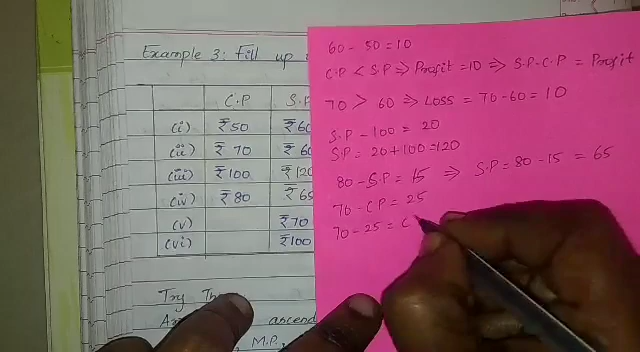 Example 3: Fill up
C.P S.P
(i) ₹50 ₹60
(ii) ₹70 ₹60
(iii) ₹100 ₹120
(iv) ₹80 ₹65
(v) ₹70
(vi) ₹100
Try
ascend
M.P.
60 - 50 = 10
C.P < S.P ⇒ Profit = 10 ⇒ S.P - C.P = Profit
70 > 60 ⇒ Loss = 70 - 60 = 10
S.P - 100 = 20
S.P = 20 + 100 = 120
80 - S.P = 15 ⇒ S.P = 80 - 15 = 65
70 - C.P = 25
70 - 25 = C